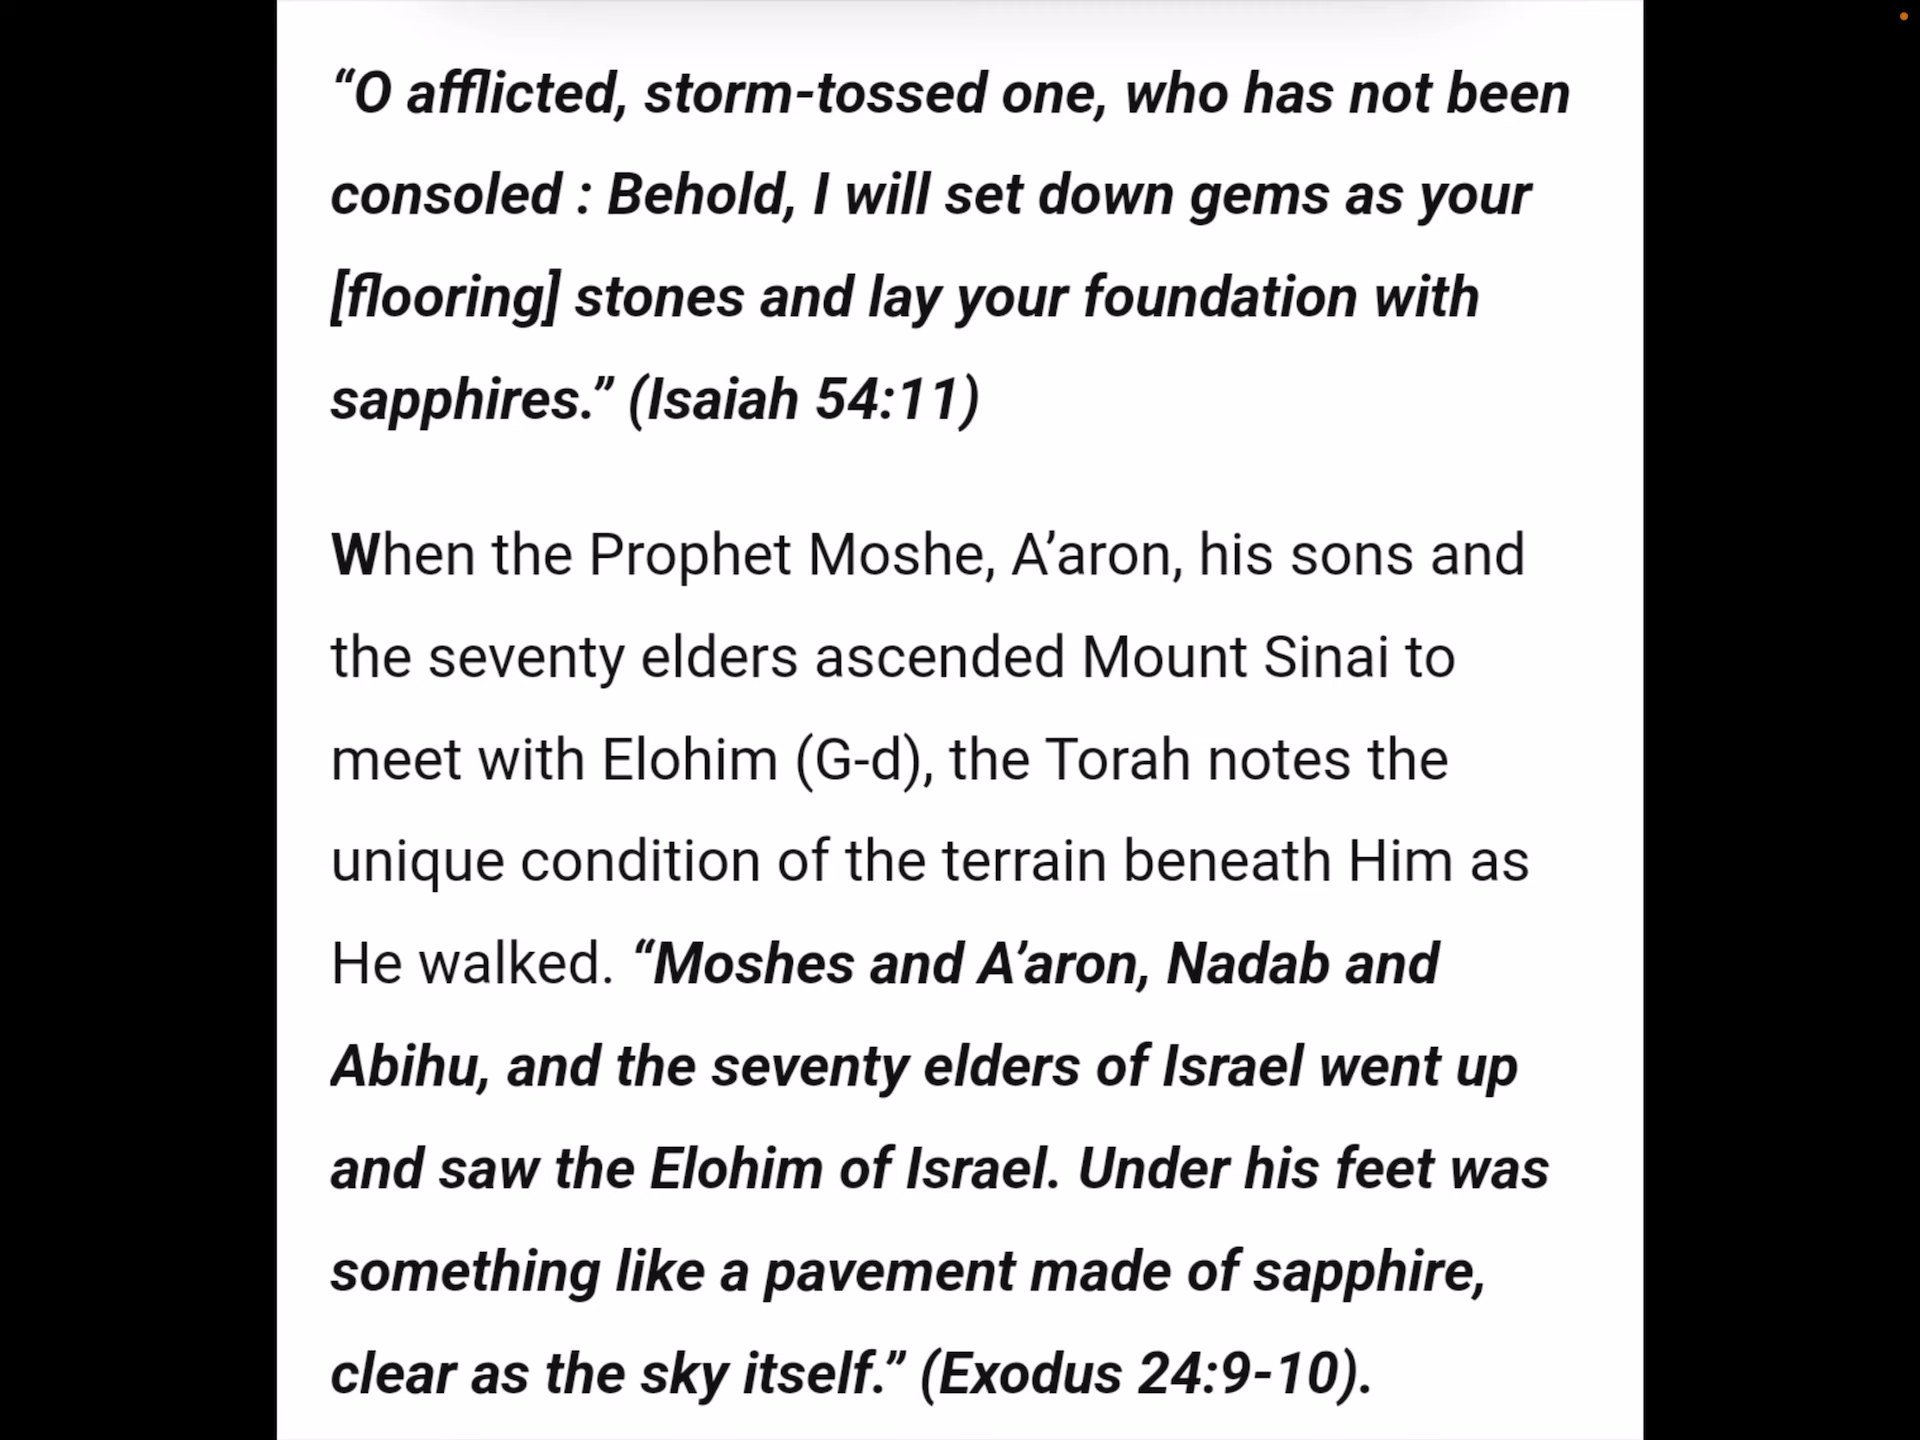 “O afflicted, storm-tossed one, who has not been
consoled : Behold, I will set down gems as your
[flooring] stones and lay your foundation with
sapphires.” (Isaiah 54:11)
When the Prophet Moshe, A’aron, his sons and
the seventy elders ascended Mount Sinai to
meet with Elohim (G-d), the Torah notes the
unique condition of the terrain beneath Him as
He walked. “Moshes and A’aron, Nadab and
Abihu, and the seventy elders of Israel went up
and saw the Elohim of Israel. Under his feet was
something like a pavement made of sapphire,
clear as the sky itself.” (Exodus 24:9-10).